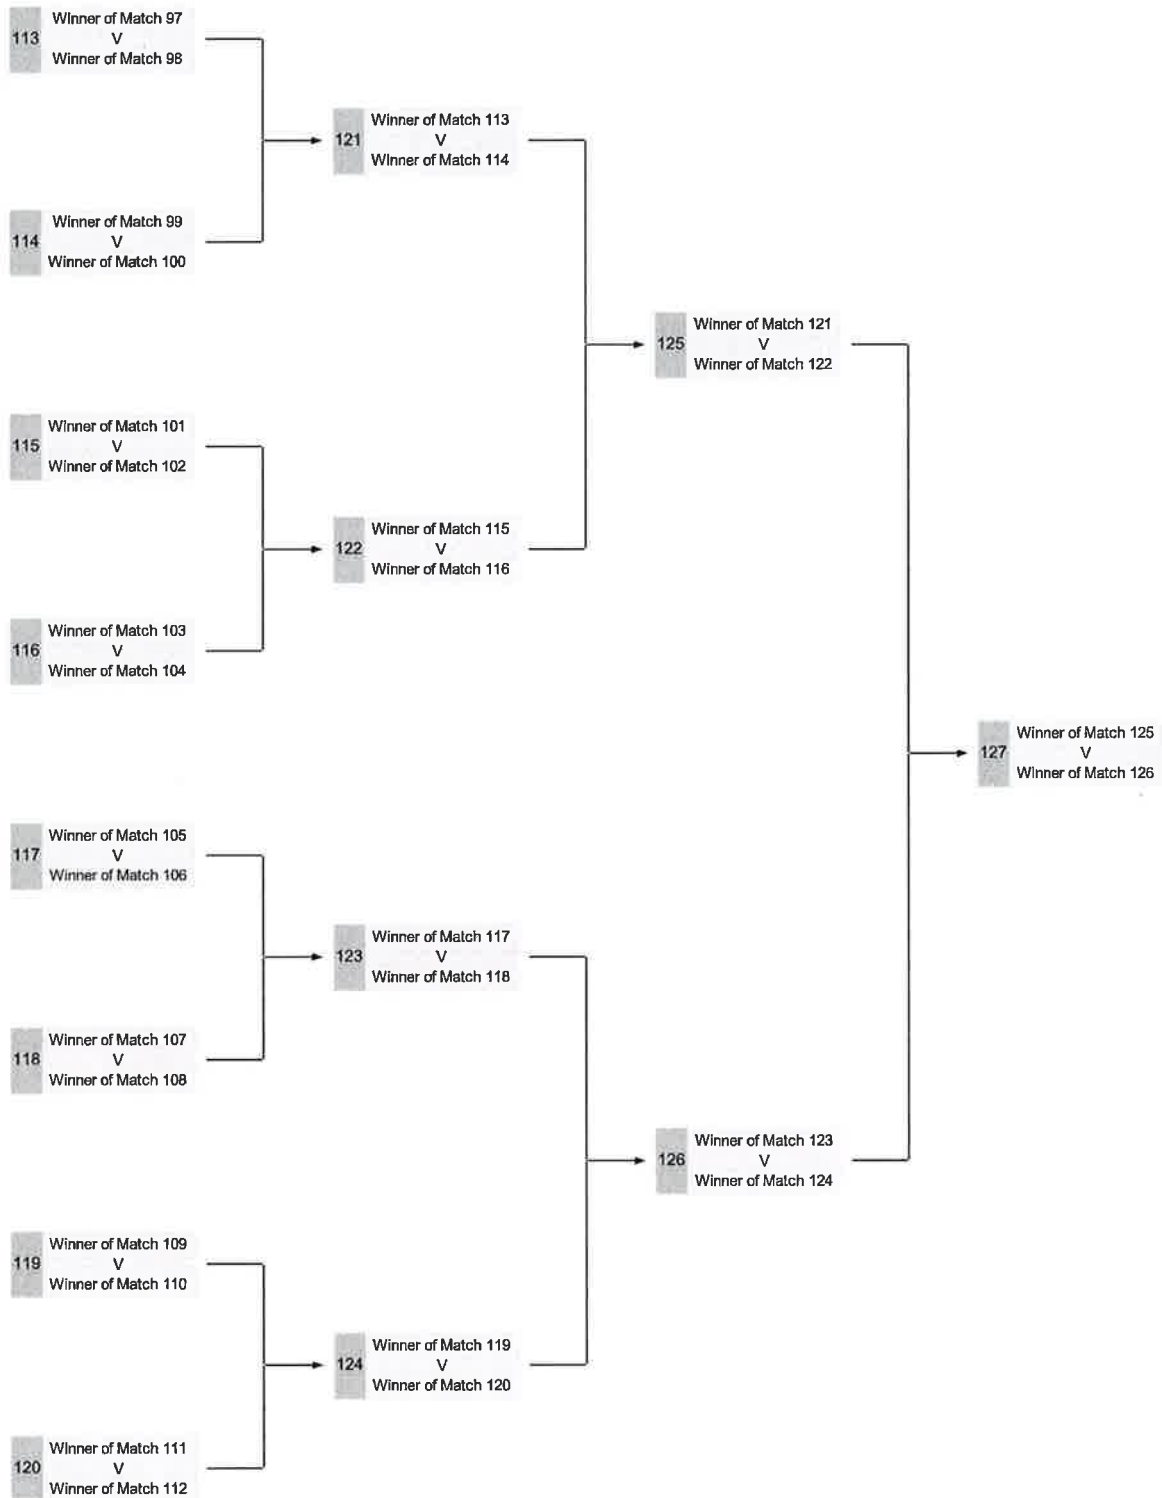 113
Winner of Match 97
V
Winner of Match 98
114
Winner of Match 99
V
Winner of Match 100
115
Winner of Match 101
V
Winner of Match 102
116
Winner of Match 103
V
Winner of Match 104
117
Winner of Match 105
V
Winner of Match 106
118
Winner of Match 107
V
Winner of Match 108
119
Winner of Match 109
V
Winner of Match 110
120
Winner of Match 111
V
Winner of Match 112
121
Winner of Match 113
V
Winner of Match 114
122
Winner of Match 115
V
Winner of Match 116
123
Winner of Match 117
V
Winner of Match 118
124
Winner of Match 119
V
Winner of Match 120
125
Winner of Match 121
V
Winner of Match 122
126
Winner of Match 123
V
Winner of Match 124
127
Winner of Match 125
V
Winner of Match 126